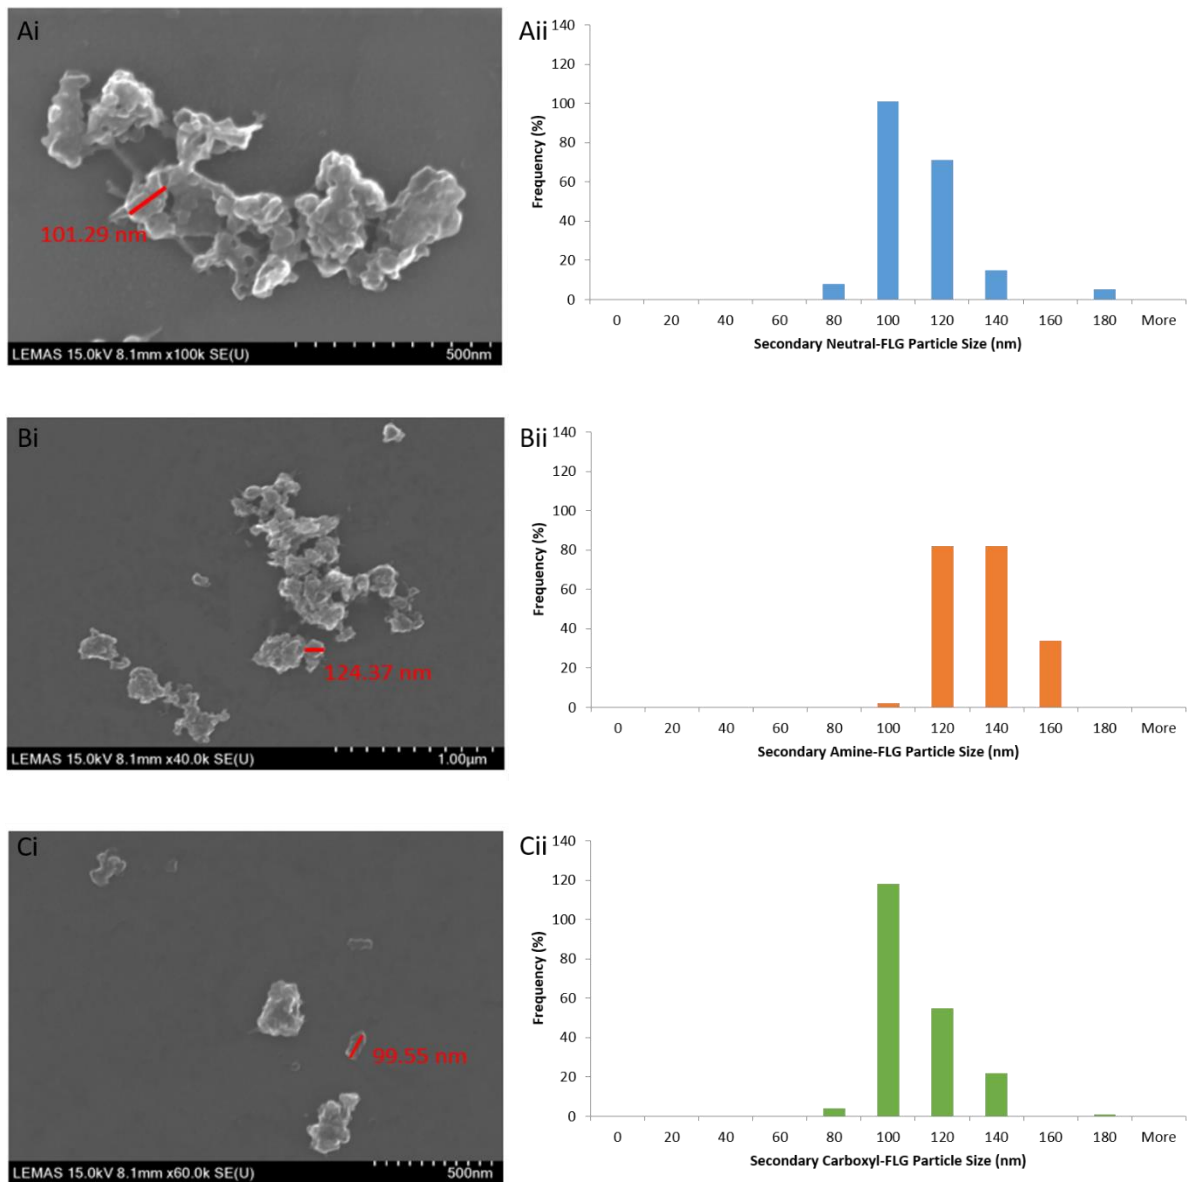 Ai
101.29 nm
LEMAS 15.0kV 8.1mm x100k SE(U) 500nm
Aii
140
120
100
80
60
40
20
0
Frequency (%)
0 20 40 60 80 100 120 140 160 180 More
Secondary Neutral-FLG Particle Size (nm)
Bi
124.37 nm
LEMAS 15.0kV 8.1mm x40.0k SE(U) 1.00µm
Bii
140
120
100
80
60
40
20
0
Frequency (%)
0 20 40 60 80 100 120 140 160 180 More
Secondary Amine-FLG Particle Size (nm)
Ci
99.55 nm
LEMAS 15.0kV 8.1mm x60.0k SE(U) 500nm
Cii
140
120
100
80
60
40
20
0
Frequency (%)
0 20 40 60 80 100 120 140 160 180 More
Secondary Carboxyl-FLG Particle Size (nm)